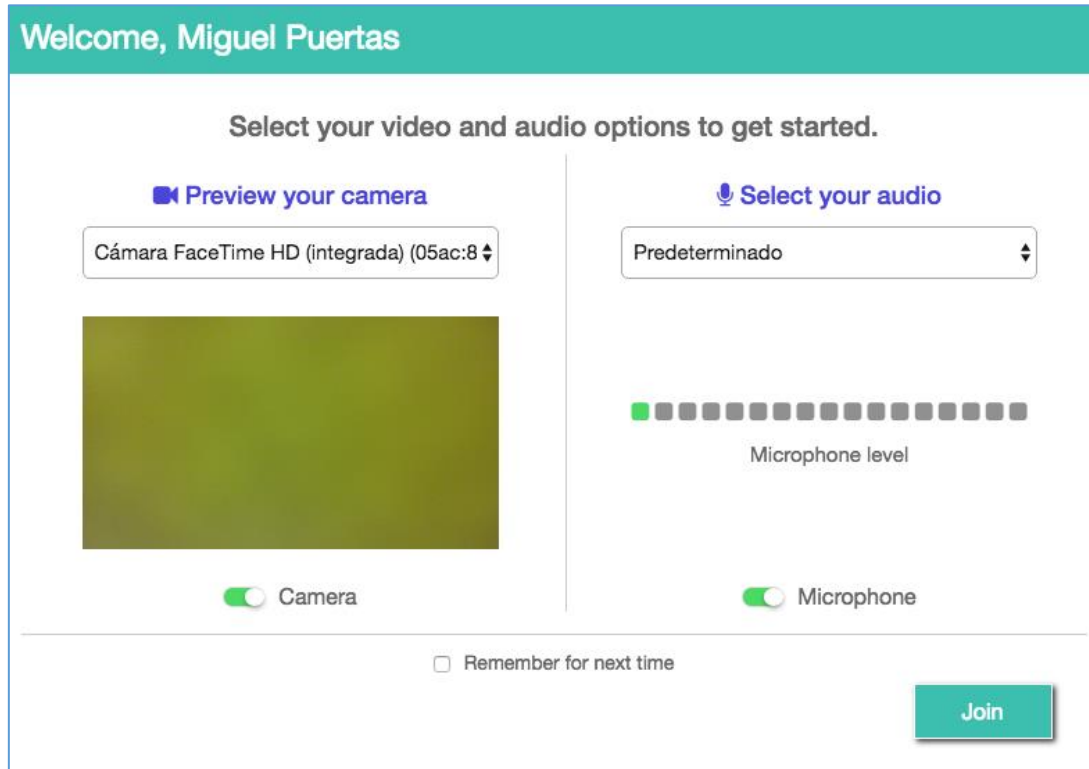 Welcome, Miguel Puertas
Select your video and audio options to get started.
Preview your camera
Cámara FaceTime HD (integrada) (05ac:8
Select your audio
Predeterminado
Microphone level
Camera
Microphone
Remember for next time
Join